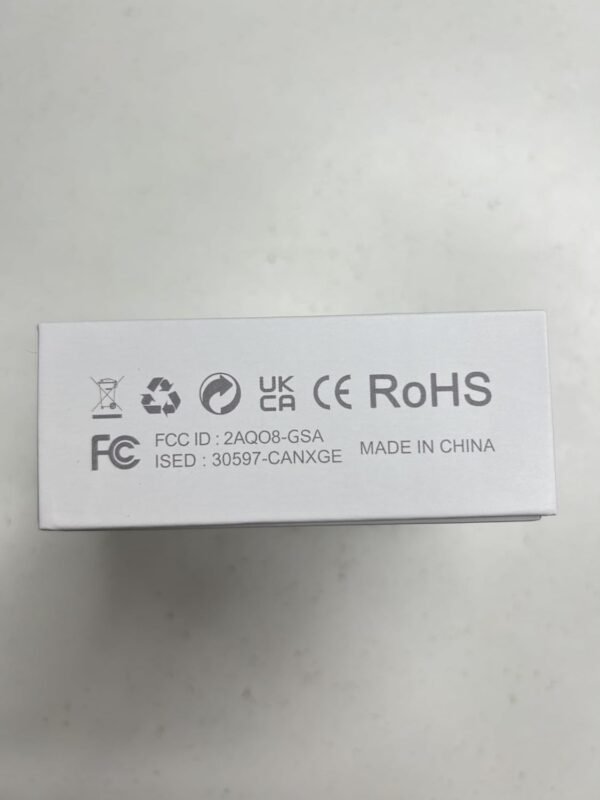 UK
CA CE RoHS
FC FCC ID : 2AQO8-GSA
ISED : 30597-CANXGE
MADE IN CHINA